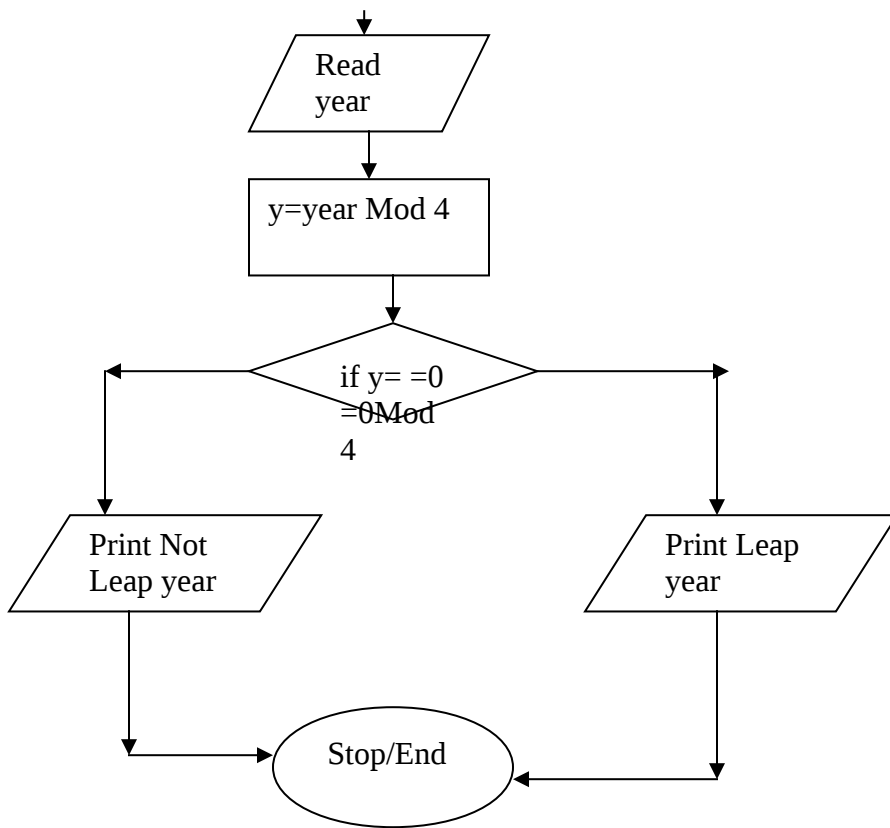 Read
year
y=year Mod 4
if y= =0
=0Mod
4
Print Not
Leap year
Print Leap
year
Stop/End